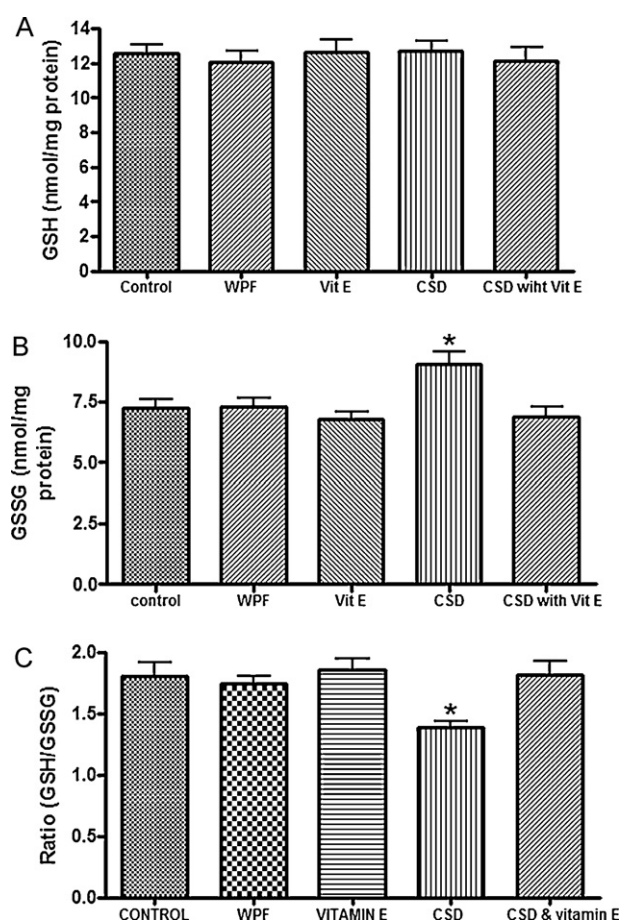 A
GSH (nmol/mg protein)
14
12
10
8
6
4
2
0
Control WPF Vit E CSD CSD wiht Vit E
B
GSSG (nmol/mg
protein)
10.0
7.5
5.0
2.5
0.0
*
control WPF Vit E CSD CSD with Vit E
C
Ratio (GSH/GSSG)
2.0
1.5
1.0
0.5
0.0
*
CONTROL WPF VITAMIN E CSD CSD & vitamin E